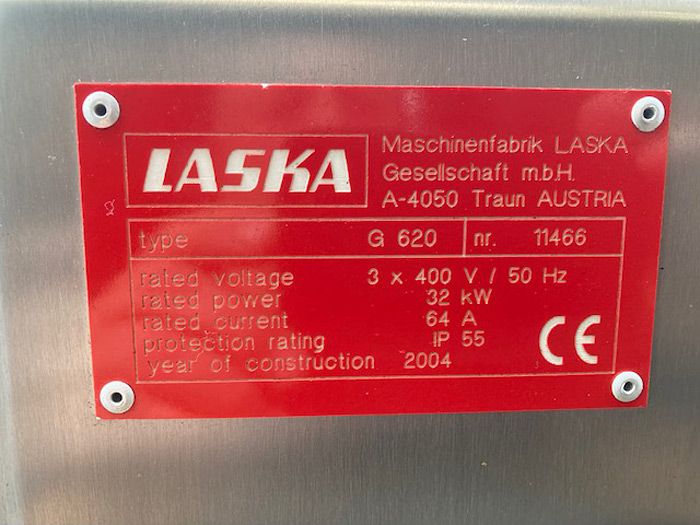 LASKA
Maschinenfabrik LASKA
Gesellschaft m.b.H.
A-4050 Traun AUSTRIA
type G 620 nr. 11466
rated voltage 3 x 400 V / 50 Hz
rated power 32 kW
rated current 64 A
protection rating IP 55
year of construction 2004
CE